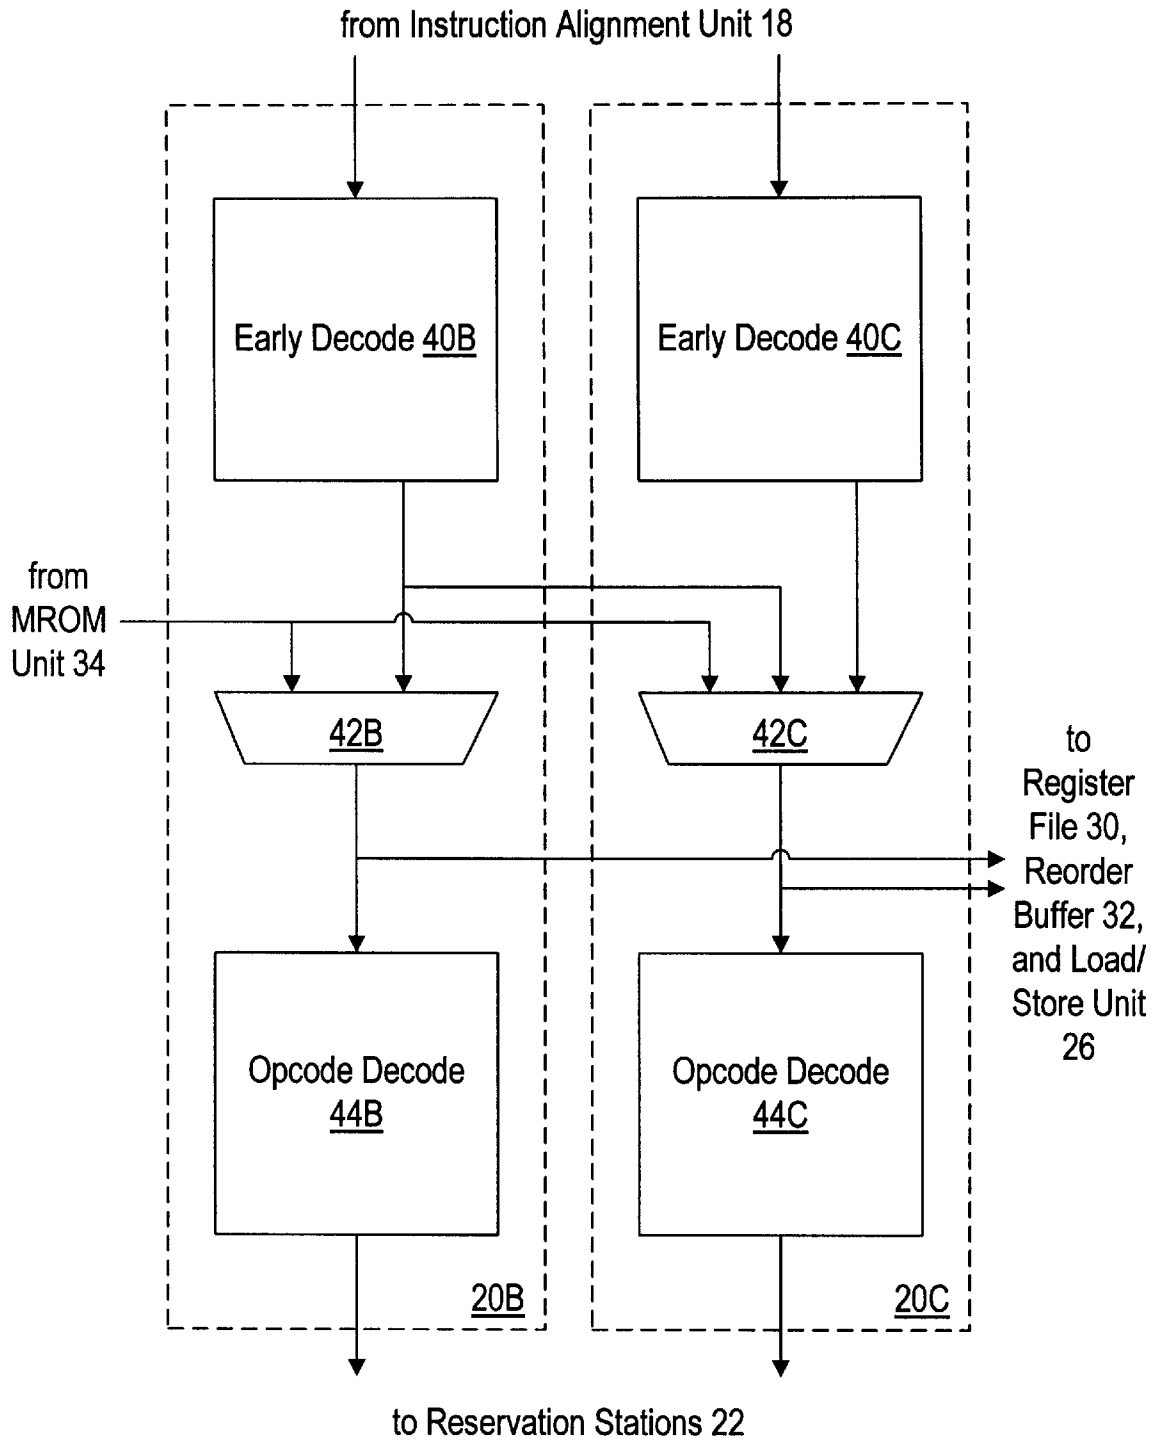 from Instruction Alignment Unit 18
Early Decode 40B
Early Decode 40C
from
MROM
Unit 34
42B
42C
to
Register
File 30,
Reorder
Buffer 32,
and Load/
Store Unit
26
Opcode Decode
44B
Opcode Decode
44C
20B
20C
to Reservation Stations 22